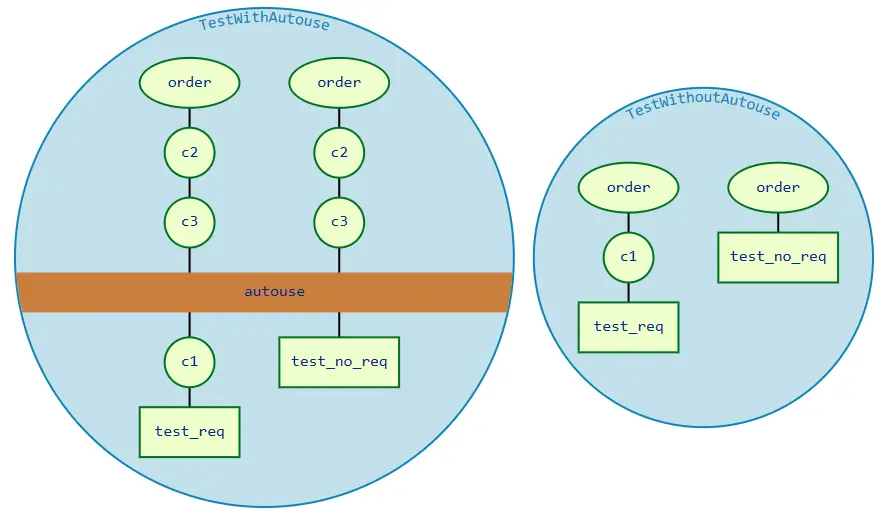 TestWithAutouse
order
order
c2
c2
c3
c3
autouse
c1
test_no_req
test_req
TestWithoutAutouse
order
order
c1
test_no_req
test_req